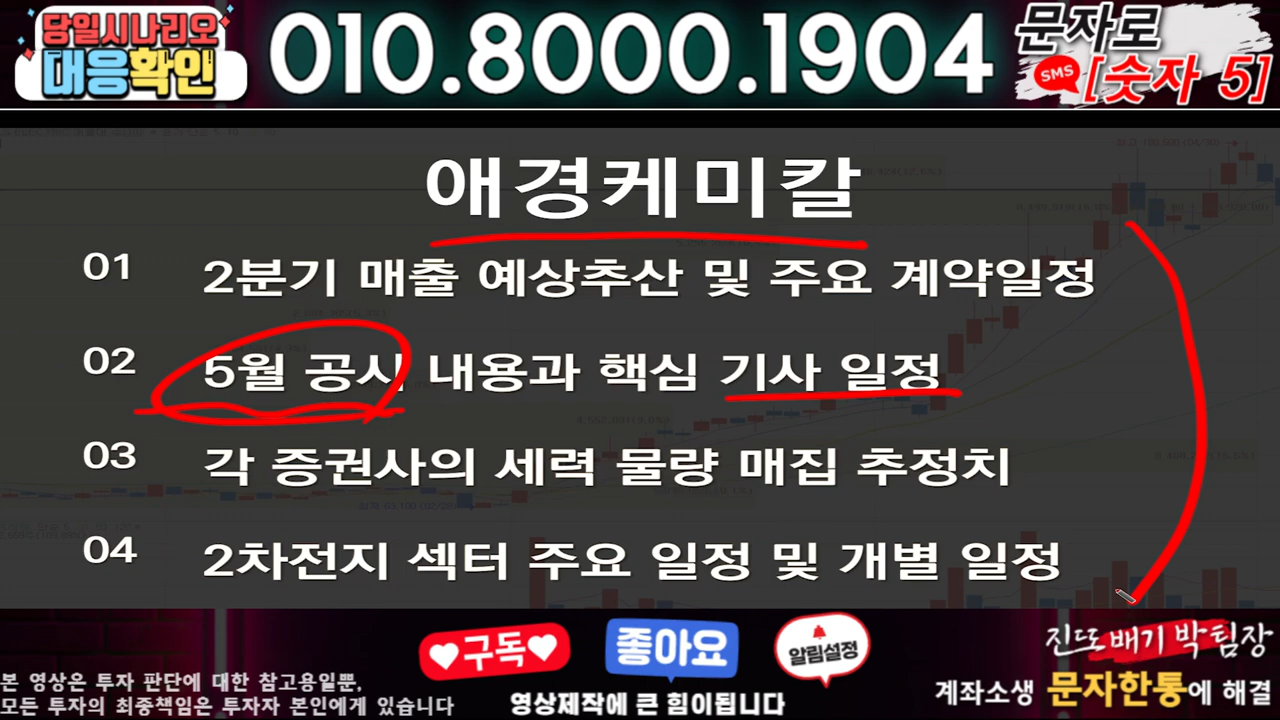 당일시나리오
대응확인
010.8000.1904
문자로
SMS
[숫자 5]
애경케미칼
01
2분기 매출 예상추산 및 주요 계약일정
02
5월 공시 내용과 핵심 기사 일정
03
각 증권사의 세력 물량 매집 추정치
04
2차전지 섹터 주요 일정 및 개별 일정
구독
좋아요
알림설정
영상제작에 큰 힘이됩니다
본 영상은 투자 판단에 대한 참고용일뿐,
모든 투자의 최종책임은 투자자 본인에게 있습니다
진또배기 박팀장
계좌소생 문자한통에 해결